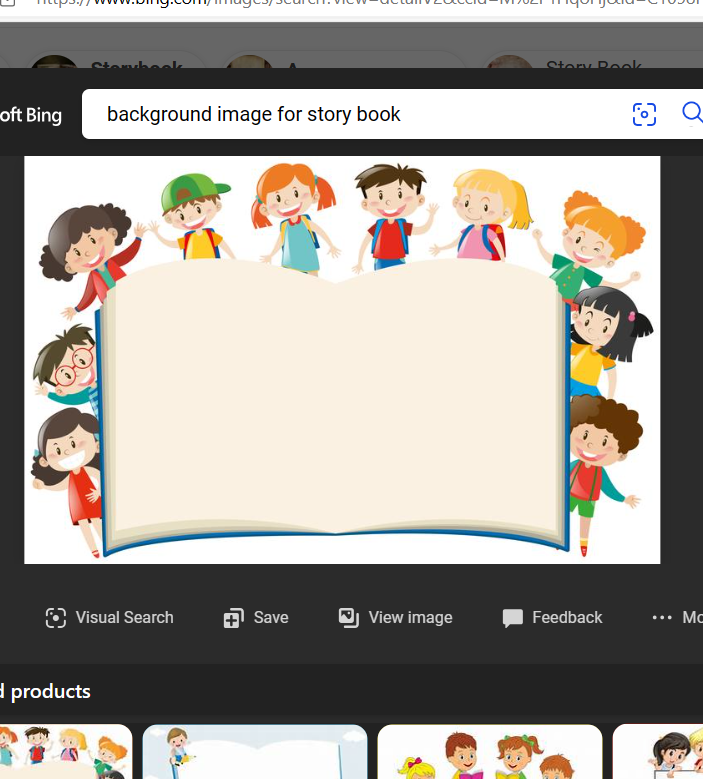 https://www.bing.com/images/search?view=detailV2&ccid=M%2F
Storybook
Story Book
oft Bing
background image for story book
Visual Search
Save
View image
Feedback
Mo
d products